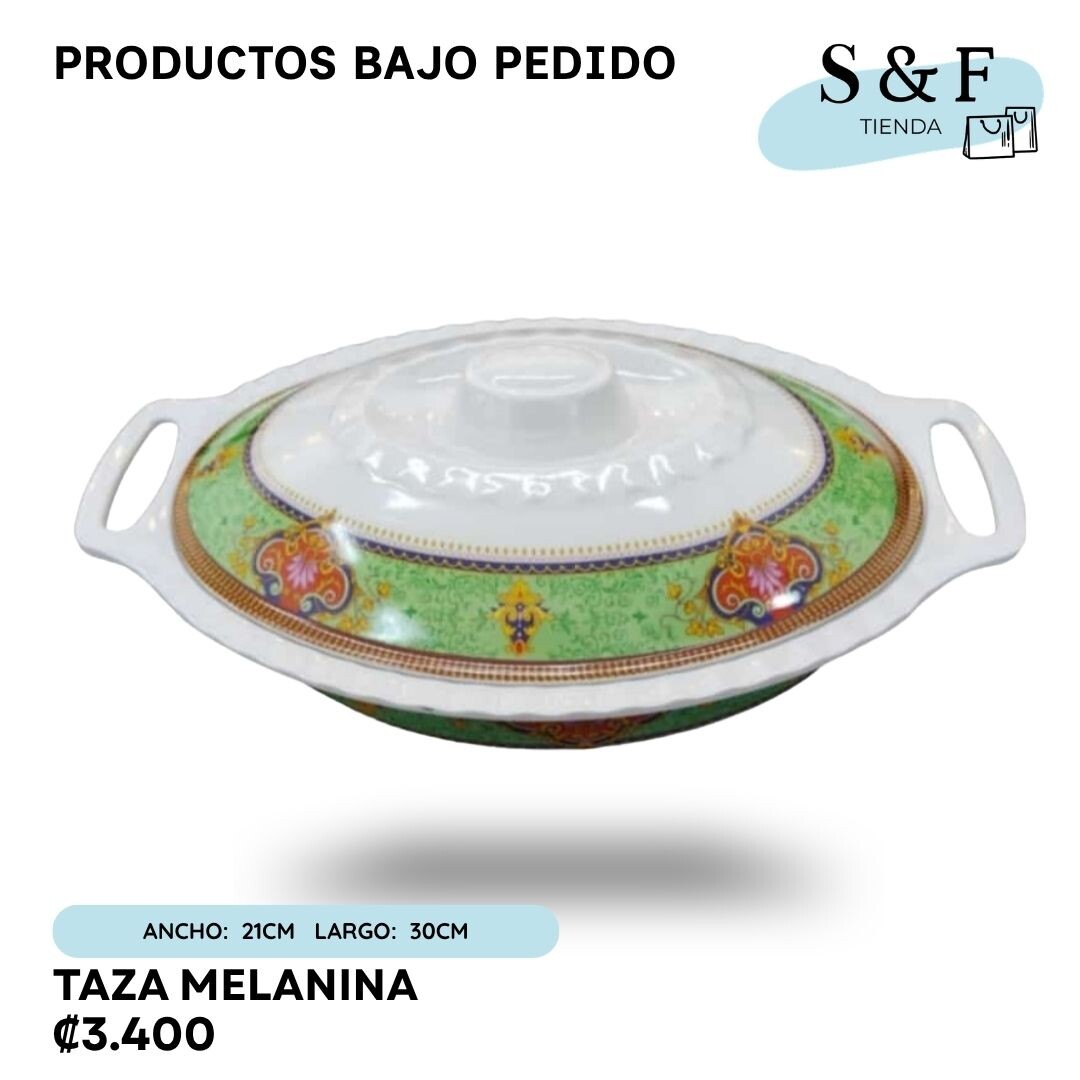 PRODUCTOS BAJO PEDIDO
S & F
TIENDA
ANCHO: 21CM LARGO: 30CM
TAZA MELANINA
₡3.400